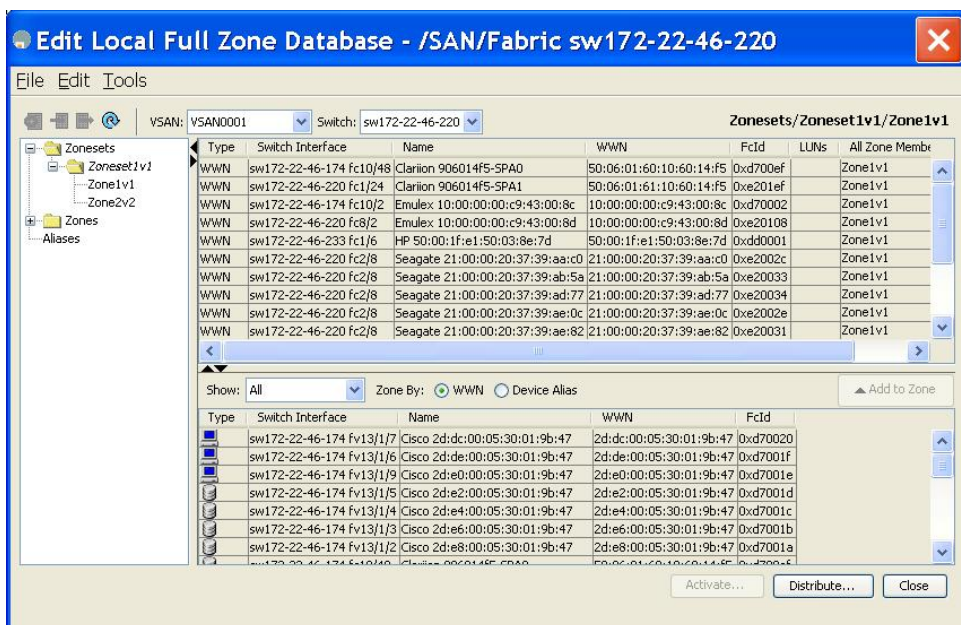 Edit Local Full Zone Database - /SAN/Fabric sw172-22-46-220
File Edit Tools
VSAN: VSAN0001 Switch: sw172-22-46-220 Zonesets/Zoneset1v1/Zone1v1
Zonesets
Zoneset1v1
Zone1v1
Zone2v2
Zones
Aliases
Type Switch Interface Name WWN FcId LUNs All Zone Membe
WWN sw172-22-46-174 fc10/48 Clariion 906014f5-SPA0 50:06:01:60:10:60:14:f5 0xd700ef Zone1v1
WWN sw172-22-46-220 fc1/24 Clariion 906014f5-SPA1 50:06:01:61:10:60:14:f5 0xe201ef Zone1v1
WWN sw172-22-46-174 fc10/2 Emulex 10:00:00:00:c9:43:00:8c 10:00:00:00:c9:43:00:8c 0xd70002 Zone1v1
WWN sw172-22-46-220 fc8/2 Emulex 10:00:00:00:c9:43:00:8d 10:00:00:00:c9:43:00:8d 0xe20108 Zone1v1
WWN sw172-22-46-233 fc1/6 HP 50:00:1f:e1:50:03:8e:7d 50:00:1f:e1:50:03:8e:7d 0xdd0001 Zone1v1
WWN sw172-22-46-220 fc2/8 Seagate 21:00:00:20:37:39:aa:c0 21:00:00:20:37:39:aa:c0 0xe2002c Zone1v1
WWN sw172-22-46-220 fc2/8 Seagate 21:00:00:20:37:39:ab:5a 21:00:00:20:37:39:ab:5a 0xe20033 Zone1v1
WWN sw172-22-46-220 fc2/8 Seagate 21:00:00:20:37:39:ad:77 21:00:00:20:37:39:ad:77 0xe20034 Zone1v1
WWN sw172-22-46-220 fc2/8 Seagate 21:00:00:20:37:39:ae:0c 21:00:00:20:37:39:ae:0c 0xe2002e Zone1v1
WWN sw172-22-46-220 fc2/8 Seagate 21:00:00:20:37:39:ae:82 21:00:00:20:37:39:ae:82 0xe20031 Zone1v1
Show: All Zone By: WWN Device Alias Add to Zone
Type Switch Interface Name WWN FcId
sw172-22-46-174 fv13/1/7 Cisco 2d:dc:00:05:30:01:9b:47 2d:dc:00:05:30:01:9b:47 0xd70020
sw172-22-46-174 fv13/1/6 Cisco 2d:de:00:05:30:01:9b:47 2d:de:00:05:30:01:9b:47 0xd7001f
sw172-22-46-174 fv13/1/9 Cisco 2d:e0:00:05:30:01:9b:47 2d:e0:00:05:30:01:9b:47 0xd7001e
sw172-22-46-174 fv13/1/5 Cisco 2d:e2:00:05:30:01:9b:47 2d:e2:00:05:30:01:9b:47 0xd7001d
sw172-22-46-174 fv13/1/4 Cisco 2d:e4:00:05:30:01:9b:47 2d:e4:00:05:30:01:9b:47 0xd7001c
sw172-22-46-174 fv13/1/3 Cisco 2d:e6:00:05:30:01:9b:47 2d:e6:00:05:30:01:9b:47 0xd7001b
sw172-22-46-174 fv13/1/2 Cisco 2d:e8:00:05:30:01:9b:47 2d:e8:00:05:30:01:9b:47 0xd7001a
Activate... Distribute... Close